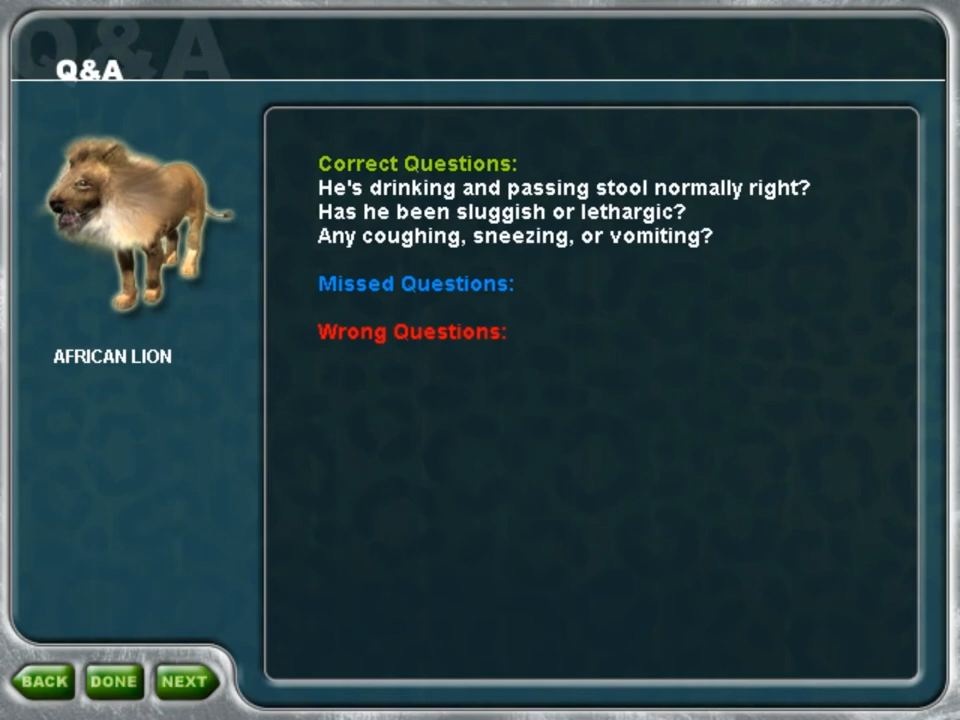 Q&A
Q&A
Correct Questions:
He's drinking and passing stool normally right?
Has he been sluggish or lethargic?
Any coughing, sneezing, or vomiting?
Missed Questions:
Wrong Questions:
AFRICAN LION
BACK
DONE
NEXT